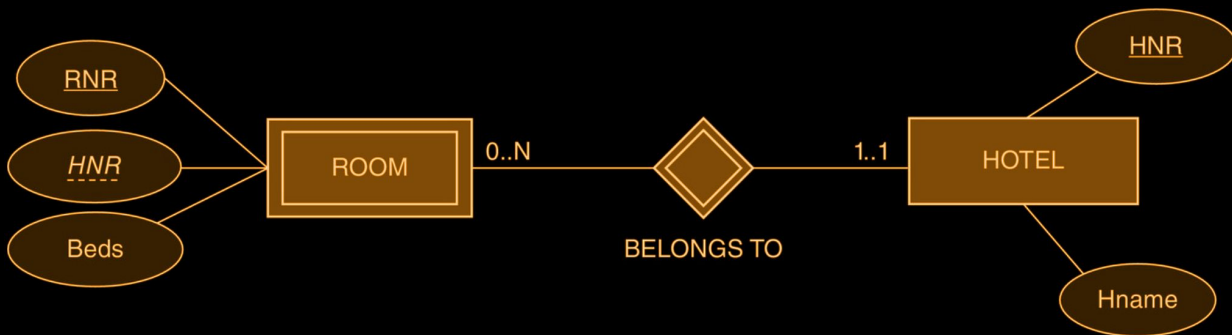 HNR
RNR
0..N
1..1
HNR
ROOM
HOTEL
Beds
BELONGS TO
Hname